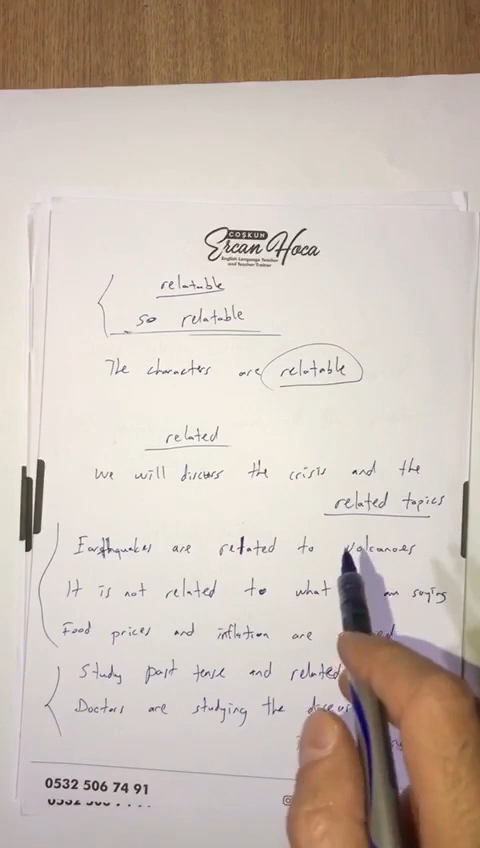 COŞKUN
Ercan Hoca
English Language Teacher
and Teacher Trainer
relatable
so relatable
The characters are relatable
related
We will discuss the crisis and the
related topics
Earthquakes are related to volcanoes
It is not related to what am saying
Food prices and inflation are
Study past tense and related
Doctors are studying the
0532 506 74 91